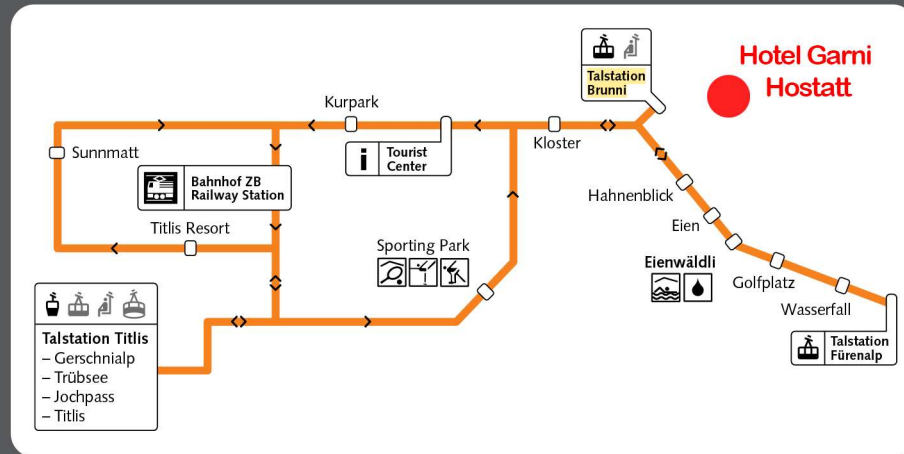 Hotel Garni
Hostatt
Talstation
Brunni
Kurpark
Kloster
Sunnmatt
i
Tourist
Center
Bahnhof ZB
Railway Station
Hahnenblick
Titlis Resort
Eien
Sporting Park
Eienwäldli
Golfplatz
Wasserfall
Talstation Titlis
– Gerschnialp
– Trübsee
– Jochpass
– Titlis
Talstation
Fürenalp